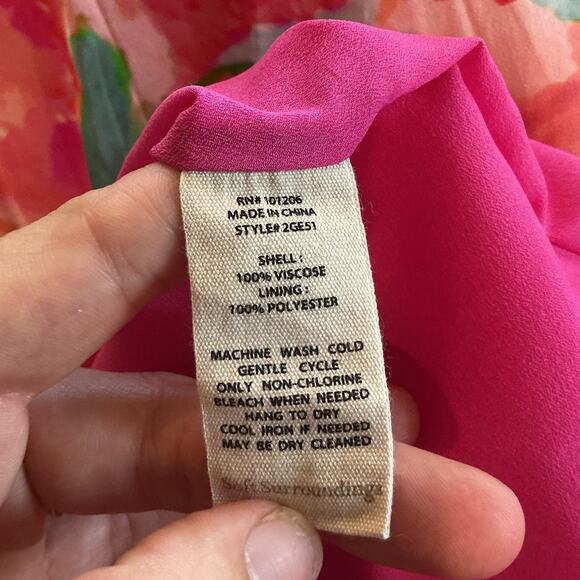 RN# 101206
MADE IN CHINA
STYLE# 2GE51
SHELL :
100% VISCOSE
LINING :
100% POLYESTER
MACHINE WASH COLD
GENTLE CYCLE
ONLY NON-CHLORINE
BLEACH WHEN NEEDED
HANG TO DRY
COOL IRON IF NEEDED
MAY BE DRY CLEANED
Soft Surroundings